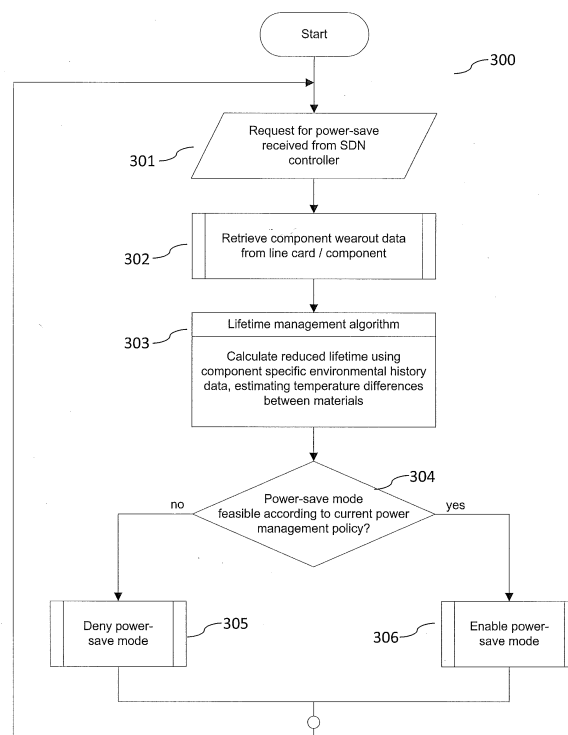 Start
300
Request for power-save
received from SDN
controller
301
Retrieve component wearout data
from line card / component
302
Lifetime management algorithm
303
Calculate reduced lifetime using
component specific environmental history
data, estimating temperature differences
between materials
304
Power-save mode
feasible according to current power
management policy?
no
yes
Deny power-
save mode
305
306
Enable power-
save mode